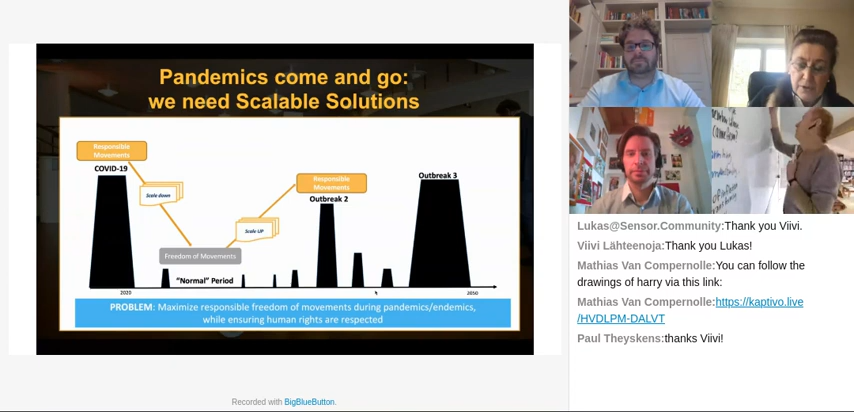 Pandemics come and go:
we need Scalable Solutions
Responsible
Movements
COVID-19
Scale down
Responsible
Movements
Outbreak 2
Outbreak 3
Scale UP
Freedom of Movements
"Normal" Period
2020
2050
PROBLEM: Maximize responsible freedom of movements during pandemics/endemics,
while ensuring human rights are respected
Recorded with BigBlueButton.
Lukas@Sensor.Community:Thank you Viivi.
Viivi Lähteenoja:Thank you Lukas!
Mathias Van Compernolle:You can follow the
drawings of harry via this link:
Mathias Van Compernolle:https://kaptivo.live
/HVDLPM-DALVT
Paul Theyskens:thanks Viivi!